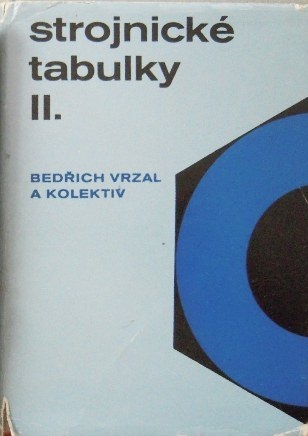 strojnické
tabulky
II.
BEDŘICH VRZAL
A KOLEKTIV